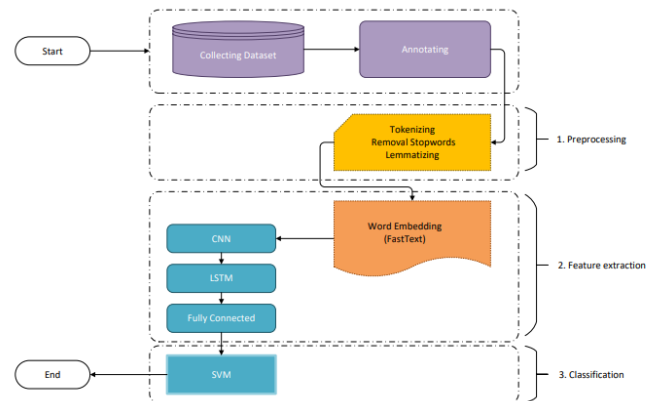 Start
Collecting Dataset
Annotating
Tokenizing
Removal Stopwords
Lemmatizing
1. Preprocessing
Word Embedding
(FastText)
CNN
LSTM
Fully Connected
2. Feature extraction
End
SVM
3. Classification